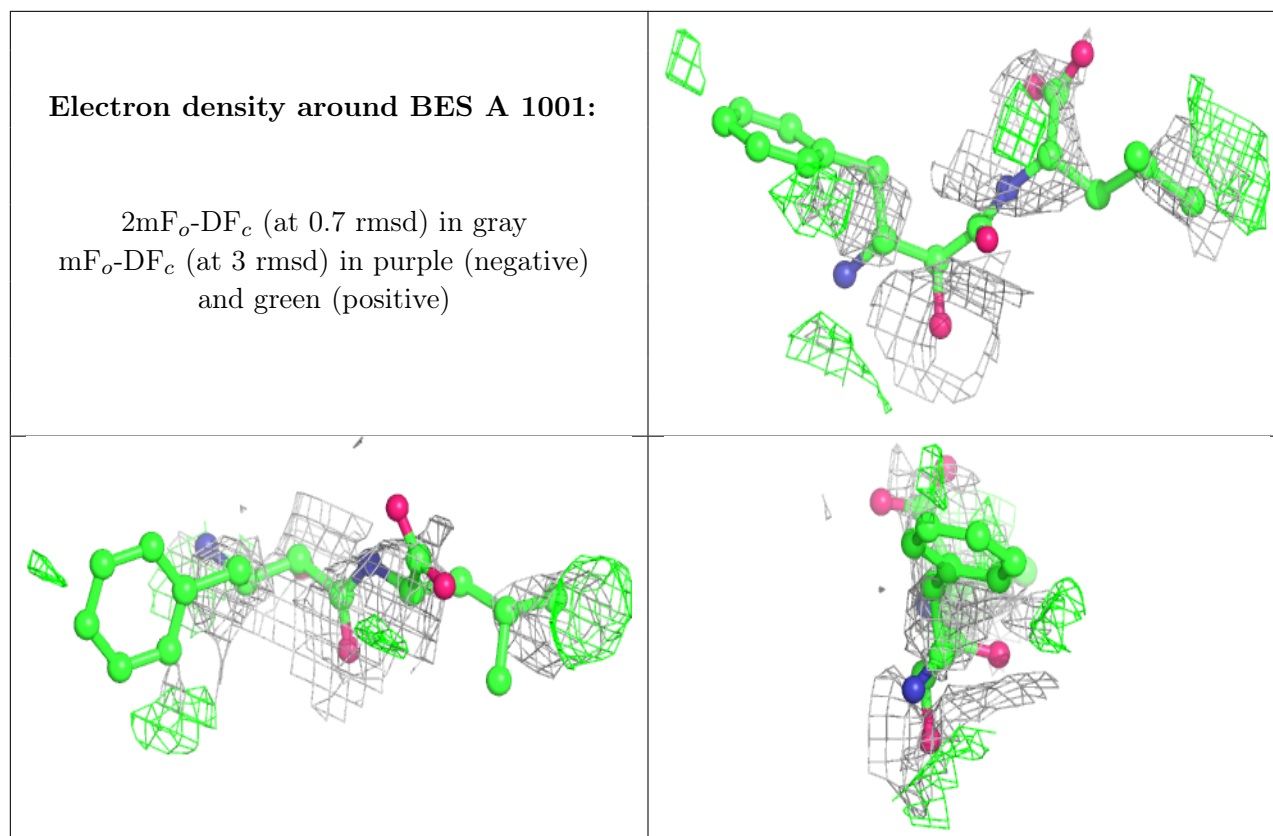 Electron density around BES A 1001:
2mFo-DFc (at 0.7 rmsd) in gray
mFo-DFc (at 3 rmsd) in purple (negative)
and green (positive)